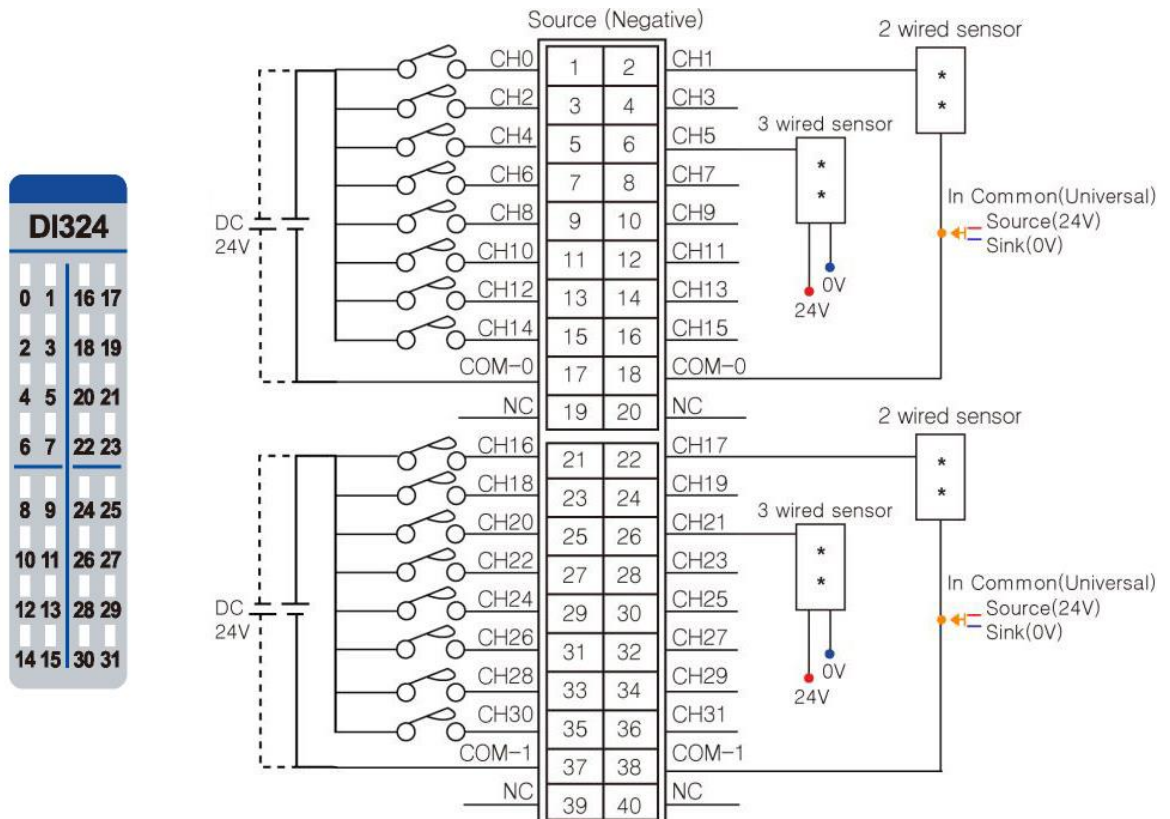 DI324
0 1 16 17
2 3 18 19
4 5 20 21
6 7 22 23
8 9 24 25
10 11 26 27
12 13 28 29
14 15 30 31
Source (Negative)
2 wired sensor
CH0 1 2 CH1
* *
CH2 3 4 CH3
3 wired sensor
CH4 5 6 CH5
* *
CH6 7 8 CH7
In Common(Universal)
DC
24V
CH8 9 10 CH9
Source(24V)
Sink(0V)
CH10 11 12 CH11
0V
CH12 13 14 CH13
24V
CH14 15 16 CH15
COM-0 17 18 COM-0
NC 19 20 NC
2 wired sensor
CH16 21 22 CH17
* *
CH18 23 24 CH19
3 wired sensor
CH20 25 26 CH21
* *
CH22 27 28 CH23
In Common(Universal)
DC
24V
CH24 29 30 CH25
Source(24V)
Sink(0V)
CH26 31 32 CH27
0V
CH28 33 34 CH29
24V
CH30 35 36 CH31
COM-1 37 38 COM-1
NC 39 40 NC